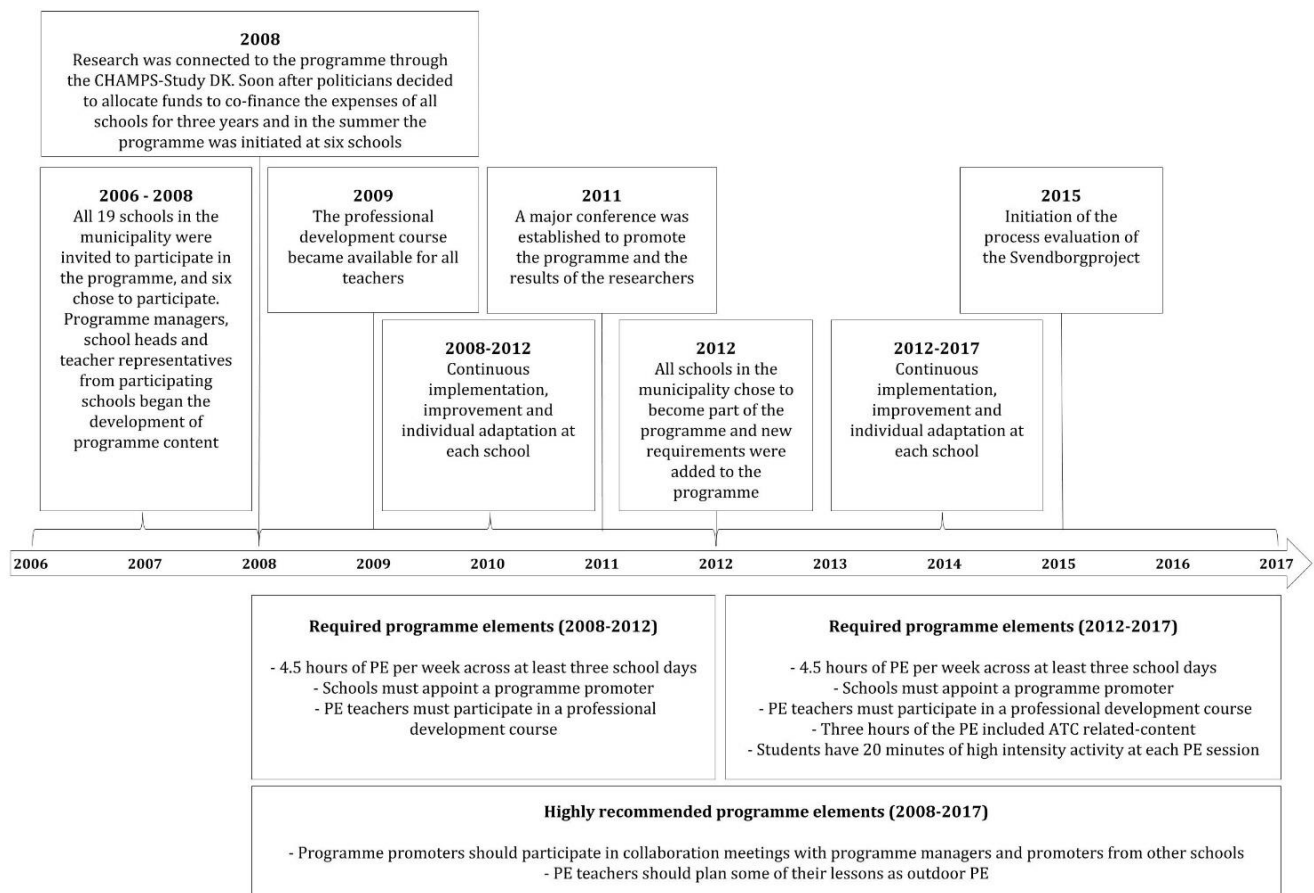 2008
Research was connected to the programme through
the CHAMPS-Study DK. Soon after politicians decided
to allocate funds to co-finance the expenses of all
schools for three years and in the summer the
programme was initiated at six schools
2006 - 2008
All 19 schools in the
municipality were
invited to participate in
the programme, and six
chose to participate.
Programme managers,
school heads and
teacher representatives
from participating
schools began the
development of
programme content
2009
The professional
development course
became available for all
teachers
2011
A major conference was
established to promote
the programme and the
results of the researchers
2015
Initiation of the
process evaluation of
the Svendborgproject
2008-2012
Continuous
implementation,
improvement and
individual adaptation at
each school
2012
All schools in the
municipality chose to
become part of the
programme and new
requirements were
added to the
programme
2012-2017
Continuous
implementation,
improvement and
individual adaptation at
each school
2006 2007 2008 2009 2010 2011 2012 2013 2014 2015 2016 2017
Required programme elements (2008-2012)
- 4.5 hours of PE per week across at least three school days
- Schools must appoint a programme promoter
- PE teachers must participate in a professional
development course
Required programme elements (2012-2017)
- 4.5 hours of PE per week across at least three school days
- Schools must appoint a programme promoter
- PE teachers must participate in a professional development course
- Three hours of the PE included ATC related-content
- Students have 20 minutes of high intensity activity at each PE session
Highly recommended programme elements (2008-2017)
- Programme promoters should participate in collaboration meetings with programme managers and promoters from other schools
- PE teachers should plan some of their lessons as outdoor PE